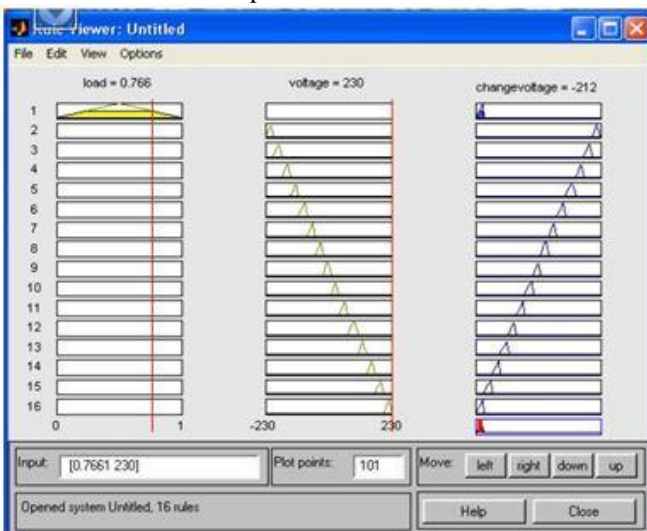 Rule Viewer: Untitled
File Edit View Options
load = 0.766 voltage = 230 changevoltage = -212
1
2
3
4
5
6
7
8
9
10
11
12
13
14
15
16
0 1 -230 230
Input: [0.7661 230] Plot points: 101 Move: left right down up
Opened system Untitled, 16 rules Help Close